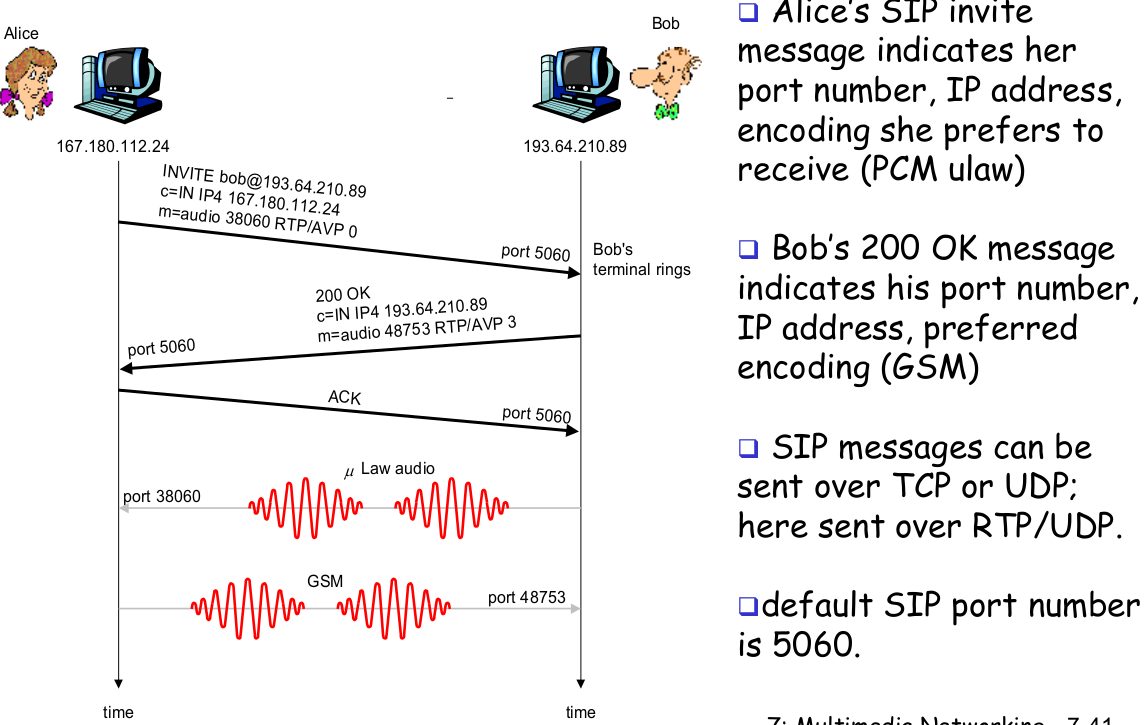 Alice
Bob
167.180.112.24
193.64.210.89
INVITE bob@193.64.210.89
c=IN IP4 167.180.112.24
m=audio 38060 RTP/AVP 0
port 5060
Bob's
terminal rings
200 OK
c=IN IP4 193.64.210.89
m=audio 48753 RTP/AVP 3
port 5060
ACK
port 5060
μ Law audio
port 38060
GSM
port 48753
time
time
❑ Alice's SIP invite
message indicates her
port number, IP address,
encoding she prefers to
receive (PCM ulaw)
❑ Bob's 200 OK message
indicates his port number,
IP address, preferred
encoding (GSM)
❑ SIP messages can be
sent over TCP or UDP;
here sent over RTP/UDP.
❑default SIP port number
is 5060.
7: Multimedia Networking 7-41